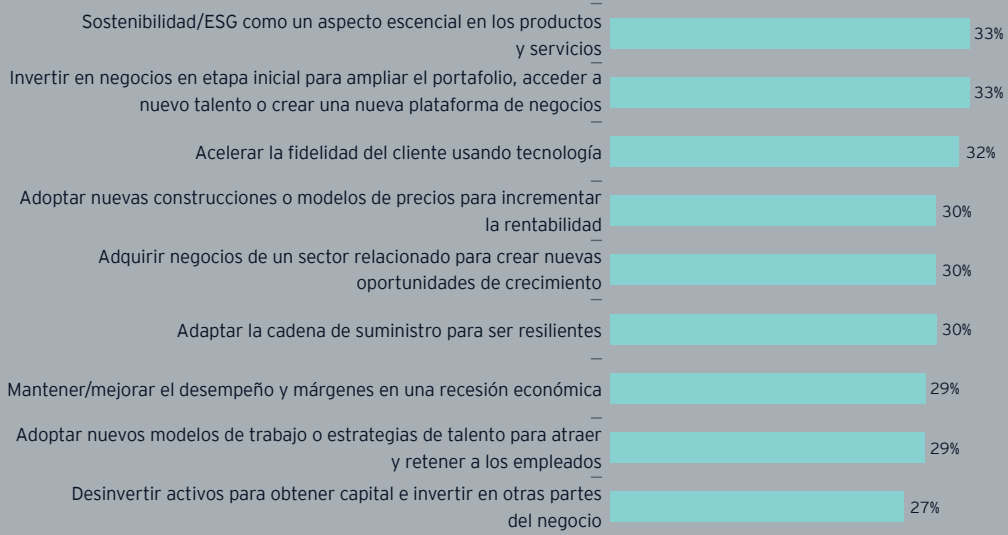 Sostenibilidad/ESG como un aspecto escencial en los productos
y servicios
33%
Invertir en negocios en etapa inicial para ampliar el portafolio, acceder a
nuevo talento o crear una nueva plataforma de negocios
33%
Acelerar la fidelidad del cliente usando tecnología
32%
Adoptar nuevas construcciones o modelos de precios para incrementar
la rentabilidad
30%
Adquirir negocios de un sector relacionado para crear nuevas
oportunidades de crecimiento
30%
Adaptar la cadena de suministro para ser resilientes
30%
Mantener/mejorar el desempeño y márgenes en una recesión económica
29%
Adoptar nuevos modelos de trabajo o estrategias de talento para atraer
y retener a los empleados
29%
Desinvertir activos para obtener capital e invertir en otras partes
del negocio
27%